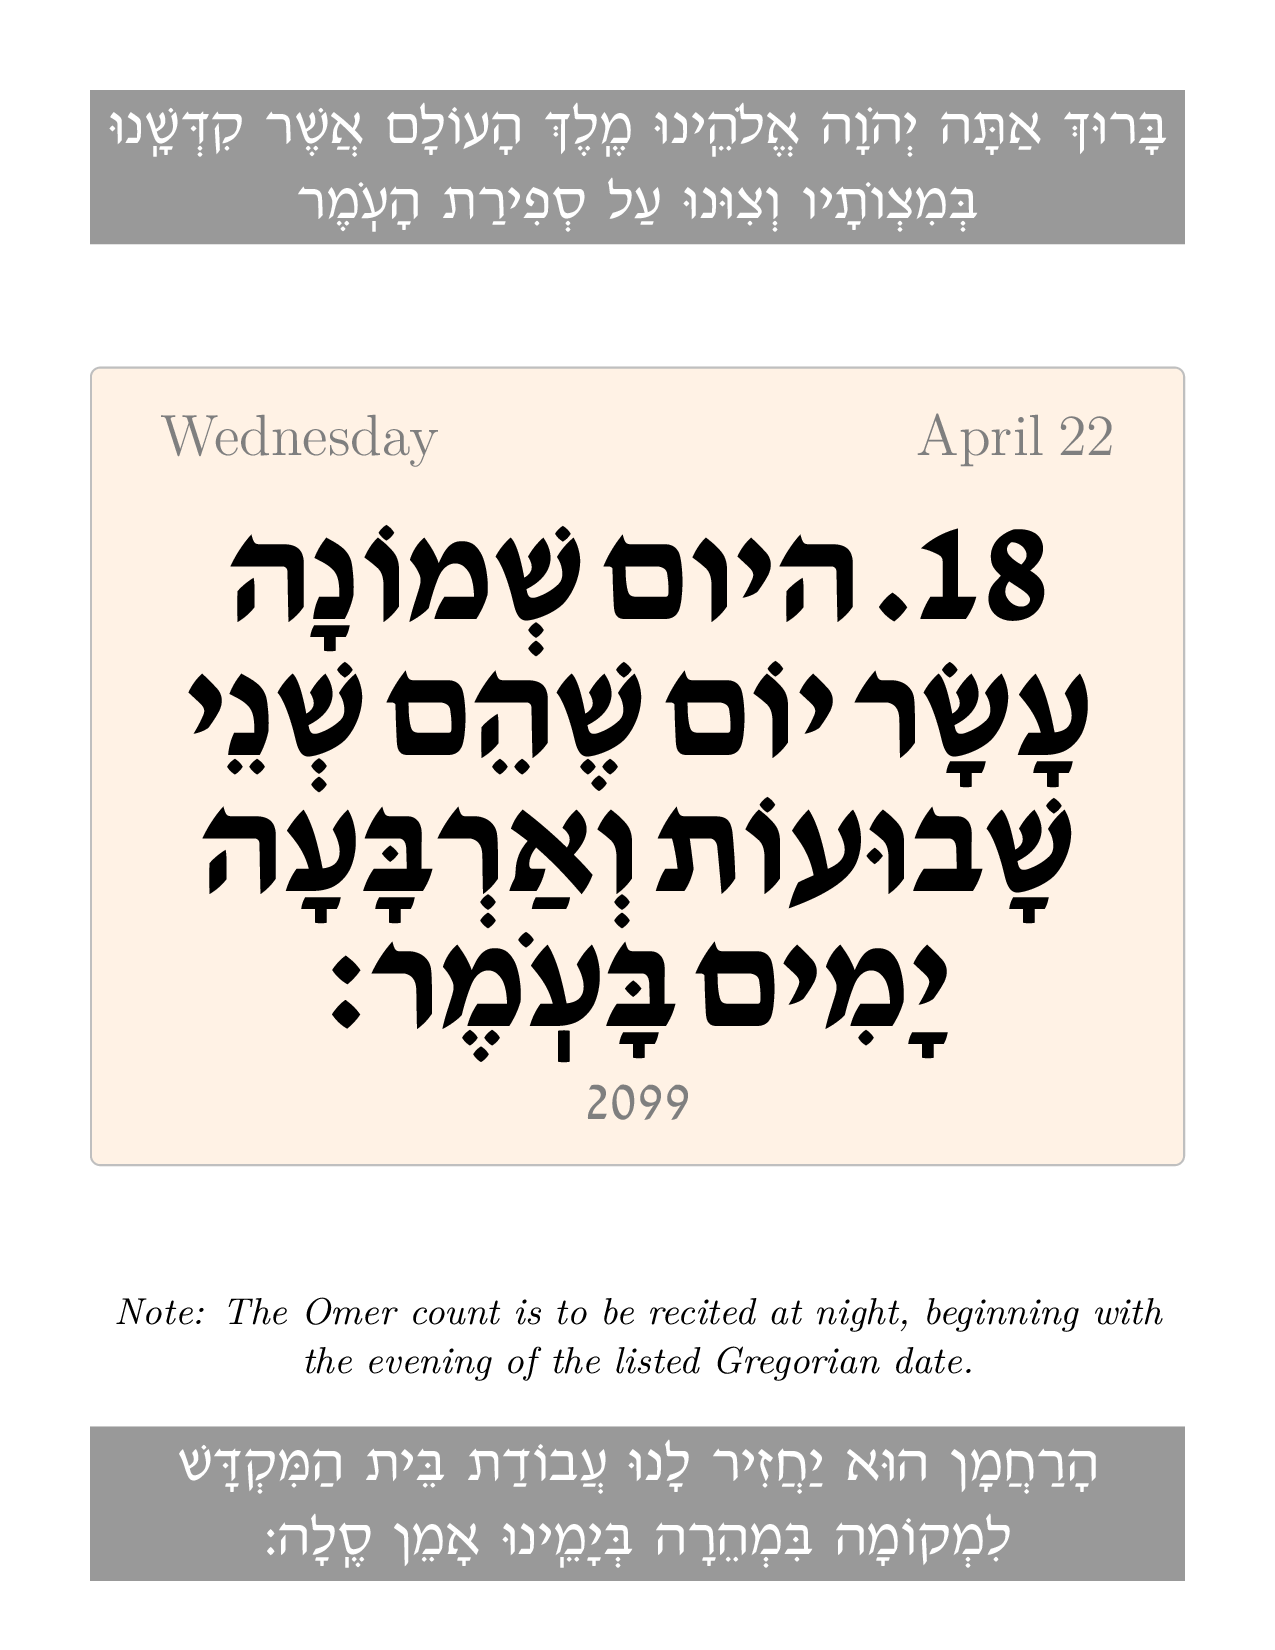 בָּרוּךְ אַתָּה יְהֹוָה אֱלֹהֵֽינוּ מֶֽלֶךְ הָעוֹלָם אֲשֶׁר קִדְּשָֽׁנוּ
בְּמִצְוֹתָיו וְצִוּנוּ עַל סְפִירַת הָעֹֽמֶר
Wednesday April 22
18. היום שְׁמוֹנָה
עָשָׂר יוֹם שֶׁהֵם שְׁנֵי
שָׁבוּעוֹת וְאַרְבָּעָה
יָמִים בָּעֹֽמֶר:
2099
Note: The Omer count is to be recited at night, beginning with
the evening of the listed Gregorian date.
הָרַחֲמָן הוּא יַחֲזִיר לָנוּ עֲבוֹדַת בֵּית הַמִּקְדָּשׁ
לִמְקוֹמָה בִּמְהֵרָה בְּיָמֵֽינוּ אָמֵן סֶֽלָה: